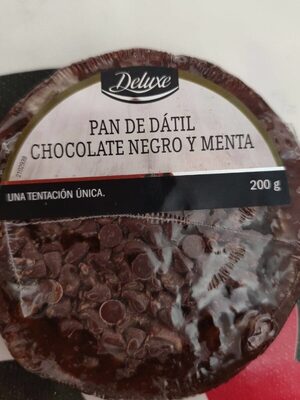 Deluxe
PAN DE DÁTIL
CHOCOLATE NEGRO Y MENTA
UNA TENTACIÓN ÚNICA.
200 g